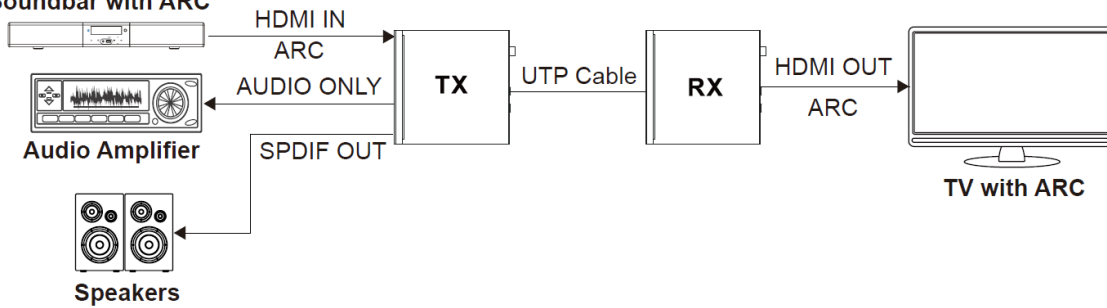 Soundbar with ARC
HDMI IN
ARC
AUDIO ONLY
TX
UTP Cable
RX
HDMI OUT
ARC
Audio Amplifier
SPDIF OUT
TV with ARC
Speakers